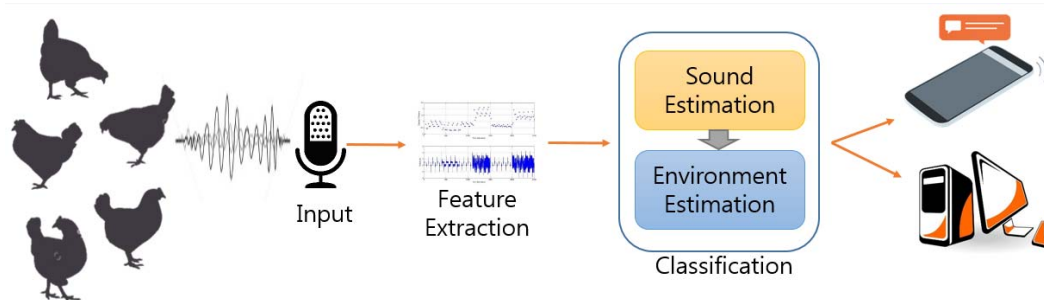 Input
Feature
Extraction
Sound
Estimation
Environment
Estimation
Classification